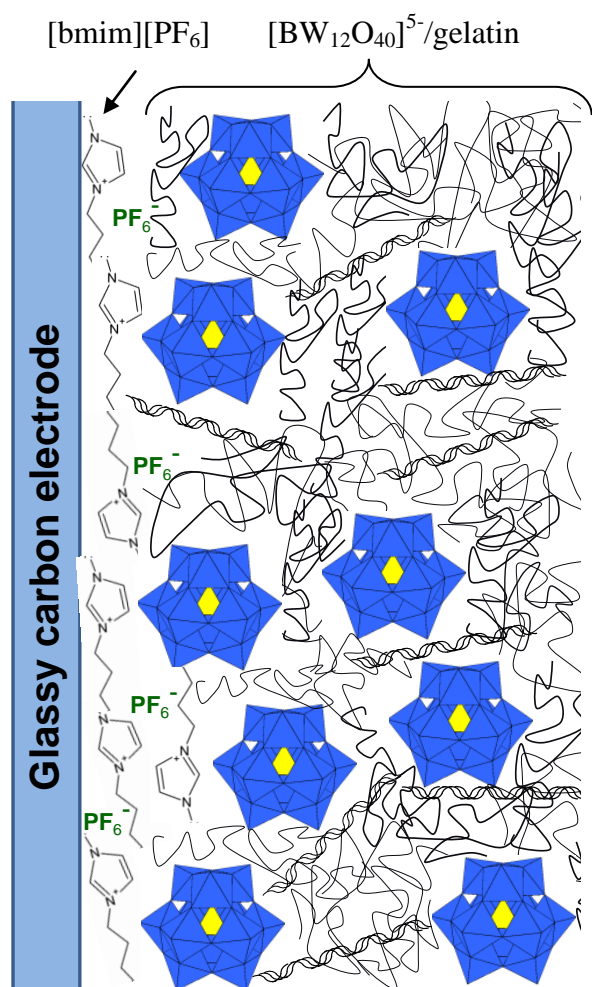 [bmim][PF₆] [BW₁₂O₄₀]⁵⁻/gelatin
Glassy carbon electrode
N
N
+
PF₆⁻
N
N
+
PF₆⁻
N
+
N
N
N
+
PF₆⁻
N
N
+
N
+
N
PF₆⁻
N
N
+